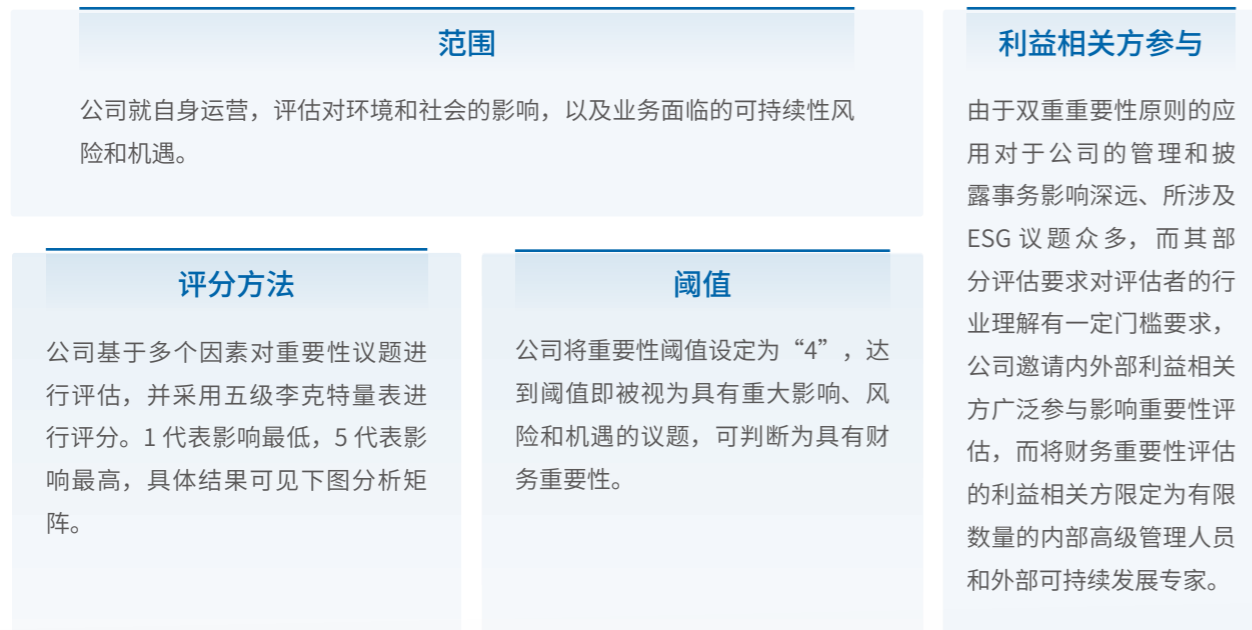 范围
公司就自身运营，评估对环境和社会的影响，以及业务面临的可持续性风
险和机遇。
评分方法
公司基于多个因素对重要性议题进
行评估，并采用五级李克特量表进
行评分。1 代表影响最低，5 代表影
响最高，具体结果可见下图分析矩
阵。
阈值
公司将重要性阈值设定为“4”，达
到阈值即被视为具有重大影响、风
险和机遇的议题，可判断为具有财
务重要性。
利益相关方参与
由于双重重要性原则的应
用对于公司的管理和披
露事务影响深远、所涉及
ESG 议题众多，而其部
分评估要求对评估者的行
业理解有一定门槛要求，
公司邀请内外部利益相关
方广泛参与影响重要性评
估，而将财务重要性评估
的利益相关方限定为有限
数量的内部高级管理人员
和外部可持续发展专家。